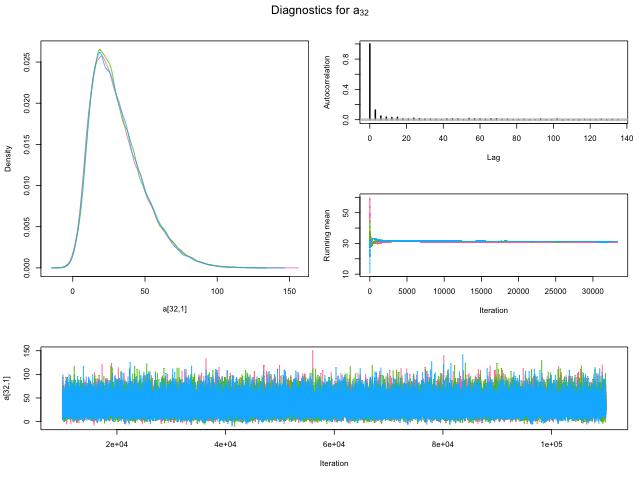 Diagnostics for a32
Density
0.000 0.005 0.010 0.015 0.020 0.025
0 50 100 150
a[32,1]
Autocorrelation
0.0 0.4 0.8
0 20 40 60 80 100 120 140
Lag
Running mean
10 30 50
0 5000 10000 15000 20000 25000 30000
Iteration
a[32,1]
0 50 100 150
2e+04 4e+04 6e+04 8e+04 1e+05
Iteration